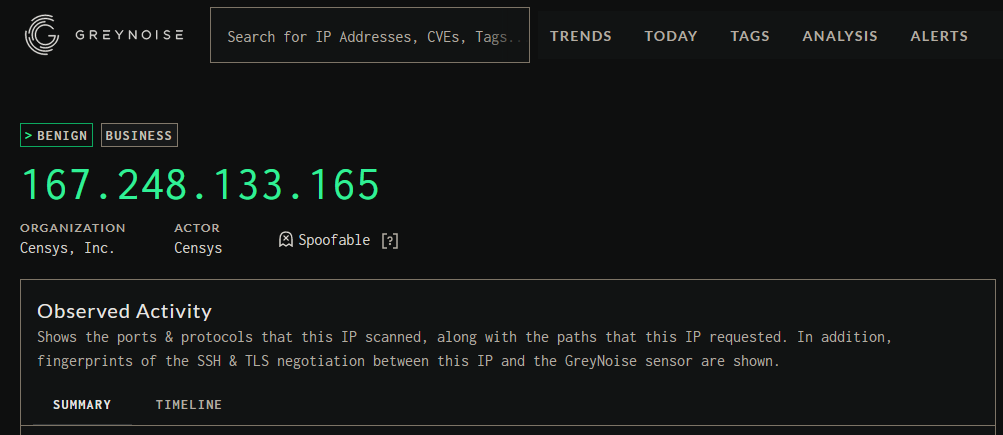 GREYNOISE
Search for IP Addresses, CVEs, Tags..
TRENDS TODAY TAGS ANALYSIS ALERTS
> BENIGN BUSINESS
167.248.133.165
ORGANIZATION ACTOR
Censys, Inc. Censys Spoofable [?]
Observed Activity
Shows the ports & protocols that this IP scanned, along with the paths that this IP requested. In addition,
fingerprints of the SSH & TLS negotiation between this IP and the GreyNoise sensor are shown.
SUMMARY TIMELINE